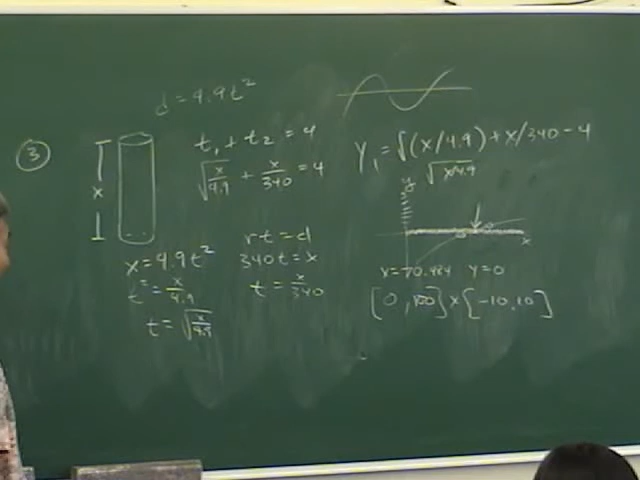 d = 4.9t²
③
t₁ + t₂ = 4
√(x/4.9) + x/340 = 4
x
x = 4.9t²
t² = x/4.9
t = √(x/4.9)
rt = d
340t = x
t = x/340
Y₁ = √(x/4.9) + x/340 - 4
√x/4.9
y
x
x = 70.484 y = 0
[0, 100] x [-10, 10]